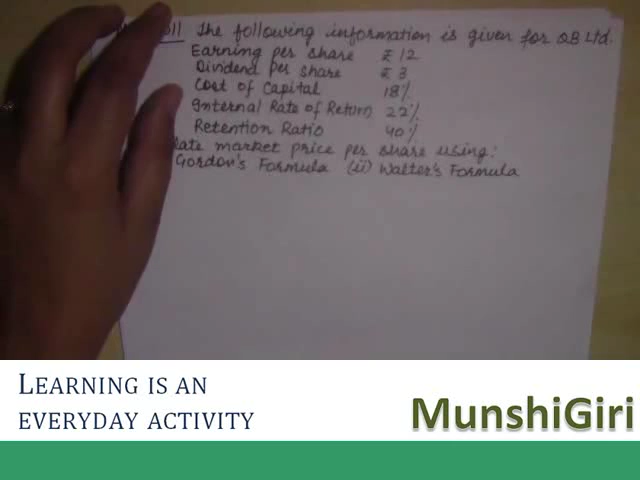 011 The following information is given for QB Ltd.
Earning per share ₹ 12
Dividend per share ₹ 3
Cost of Capital 18%
Internal Rate of Return 22%
Retention Ratio 40%
late market price per share using:
Gordon's Formula (ii) Walter's Formula
LEARNING IS AN
EVERYDAY ACTIVITY
MunshiGiri